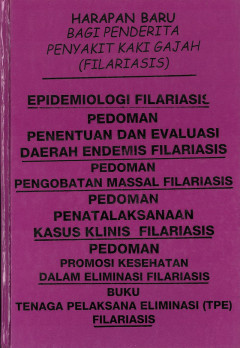 HARAPAN BARU
BAGI PENDERITA
PENYAKIT KAKI GAJAH
(FILARIASIS)
EPIDEMIOLOGI FILARIASIS
PEDOMAN
PENENTUAN DAN EVALUASI
DAERAH ENDEMIS FILARIASIS
PEDOMAN
PENGOBATAN MASSAL FILARIASIS
PEDOMAN
PENATALAKSANAAN
KASUS KLINIS FILARIASIS
PEDOMAN
PROMOSI KESEHATAN
DALAM ELIMINASI FILARIASIS
BUKU
TENAGA PELAKSANA ELIMINASI (TPE)
FILARIASIS